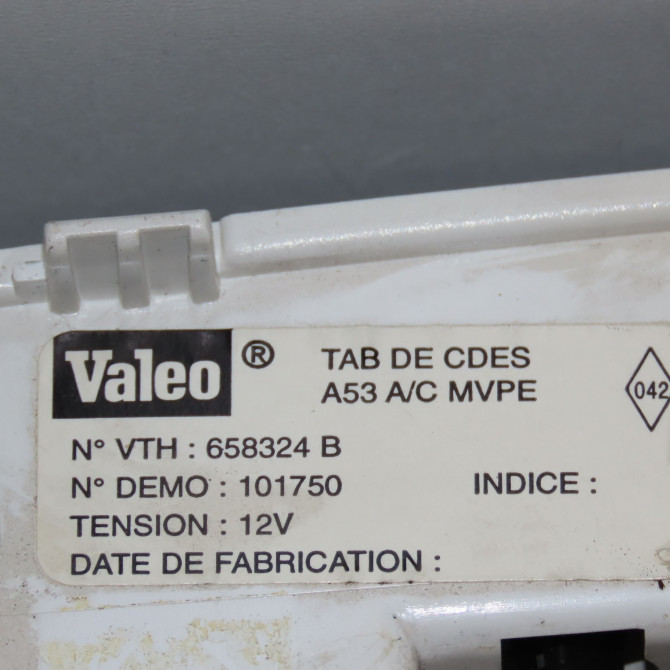 Valeo ® TAB DE CDES
A53 A/C MVPE
042
N° VTH : 658324 B
N° DEMO : 101750 INDICE :
TENSION : 12V
DATE DE FABRICATION :